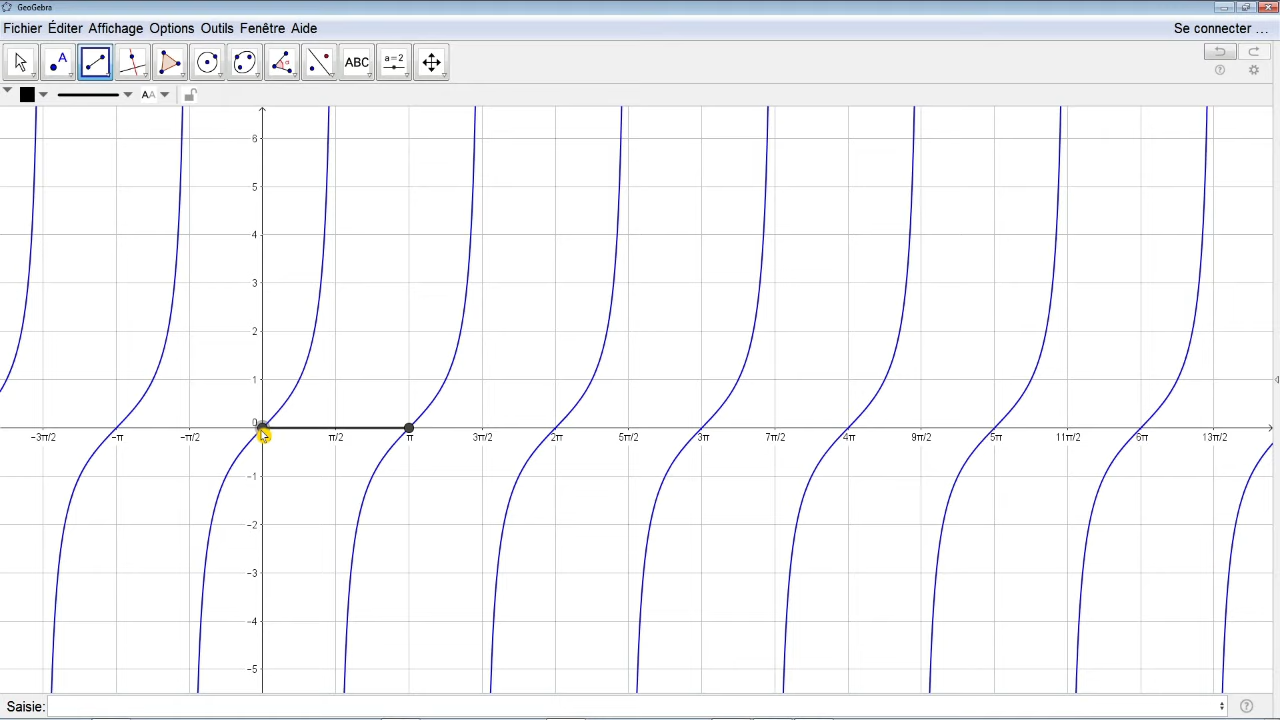 GeoGebra
Fichier Éditer Affichage Options Outils Fenêtre Aide
Se connecter ...
A
ABC
a=2
AA
6
5
4
3
2
1
0
−3π/2 −π −π/2 π/2 π 3π/2 2π 5π/2 3π 7π/2 4π 9π/2 5π 11π/2 6π 13π/2
−1
−2
−3
−4
−5
Saisie: